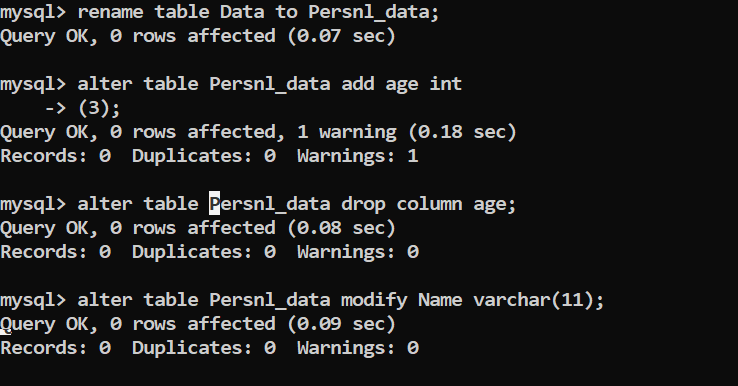 mysql> rename table Data to Persnl_data;
Query OK, 0 rows affected (0.07 sec)
mysql> alter table Persnl_data add age int
    -> (3);
Query OK, 0 rows affected, 1 warning (0.18 sec)
Records: 0  Duplicates: 0  Warnings: 1
mysql> alter table Persnl_data drop column age;
Query OK, 0 rows affected (0.08 sec)
Records: 0  Duplicates: 0  Warnings: 0
mysql> alter table Persnl_data modify Name varchar(11);
Query OK, 0 rows affected (0.09 sec)
Records: 0  Duplicates: 0  Warnings: 0